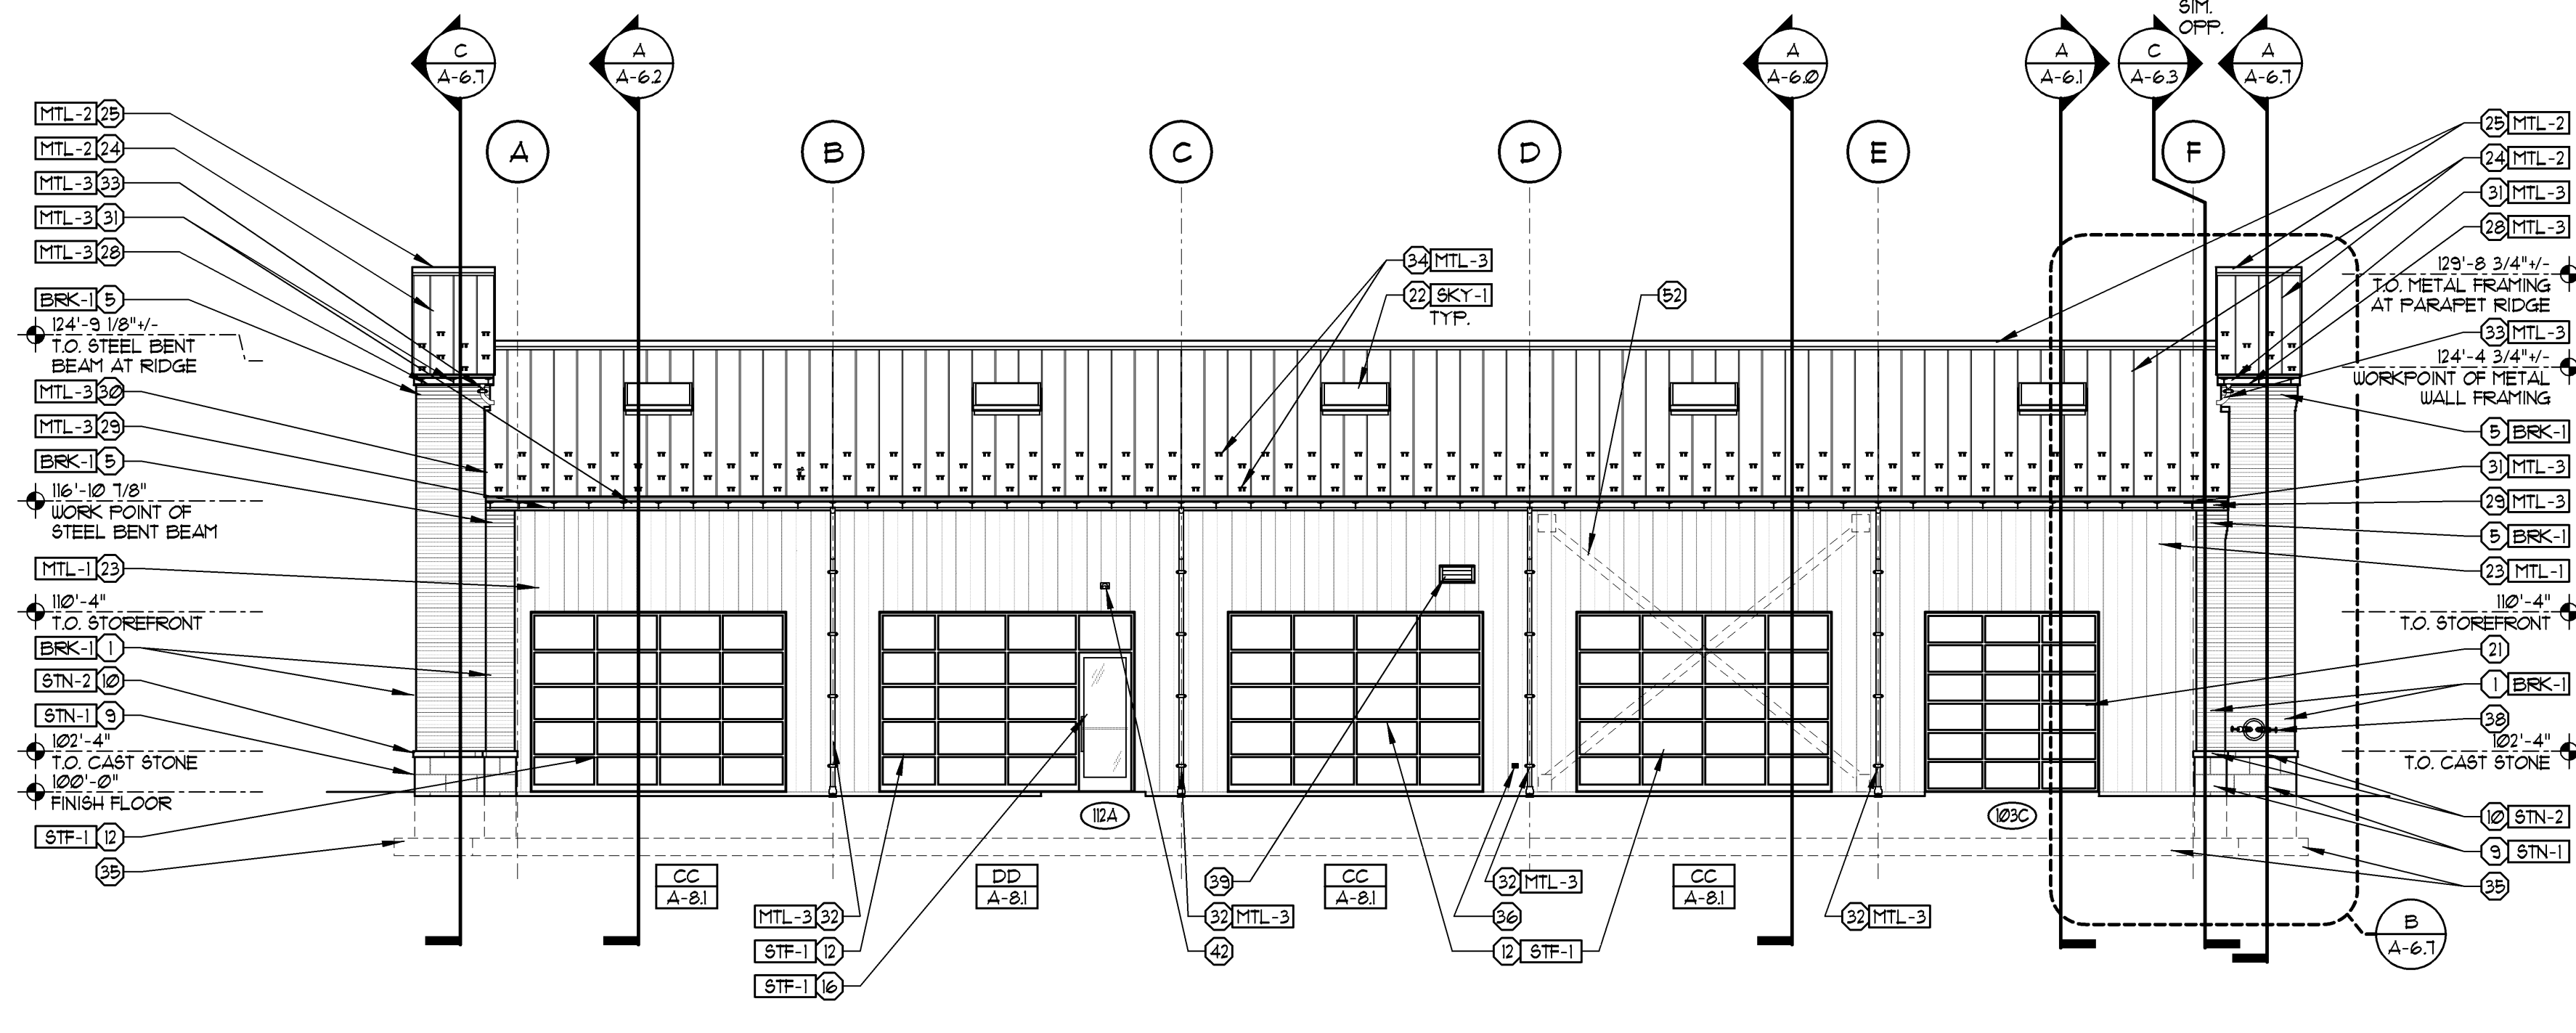 SIM.
OPP.
C
A-6.7
A
A-6.2
A
A-6.0
A
A-6.1
C
A-6.3
A
A-6.7
A
B
C
D
E
F
MTL-2 25
MTL-2 24
MTL-3 33
MTL-3 31
MTL-3 28
BRK-1 5
124'-9 1/8"+/-
T.O. STEEL BENT
BEAM AT RIDGE
MTL-3 30
MTL-3 29
BRK-1 5
116'-10 7/8"
WORK POINT OF
STEEL BENT BEAM
MTL-1 23
110'-4"
T.O. STOREFRONT
BRK-1 1
STN-2 10
STN-1 9
102'-4"
T.O. CAST STONE
100'-0"
FINISH FLOOR
STF-1 12
35
34 MTL-3
22 SKY-1
TYP.
52
25 MTL-2
24 MTL-2
31 MTL-3
28 MTL-3
129'-8 3/4"+/-
T.O. METAL FRAMING
AT PARAPET RIDGE
33 MTL-3
124'-4 3/4"+/-
WORKPOINT OF METAL
WALL FRAMING
5 BRK-1
31 MTL-3
29 MTL-3
5 BRK-1
23 MTL-1
110'-4"
T.O. STOREFRONT
21
1 BRK-1
38
102'-4"
T.O. CAST STONE
10 STN-2
9 STN-1
35
B
A-6.7
112A
103C
CC
A-8.1
DD
A-8.1
CC
A-8.1
CC
A-8.1
MTL-3 32
STF-1 12
STF-1 16
39
32 MTL-3
42
32 MTL-3
36
12 STF-1
32 MTL-3